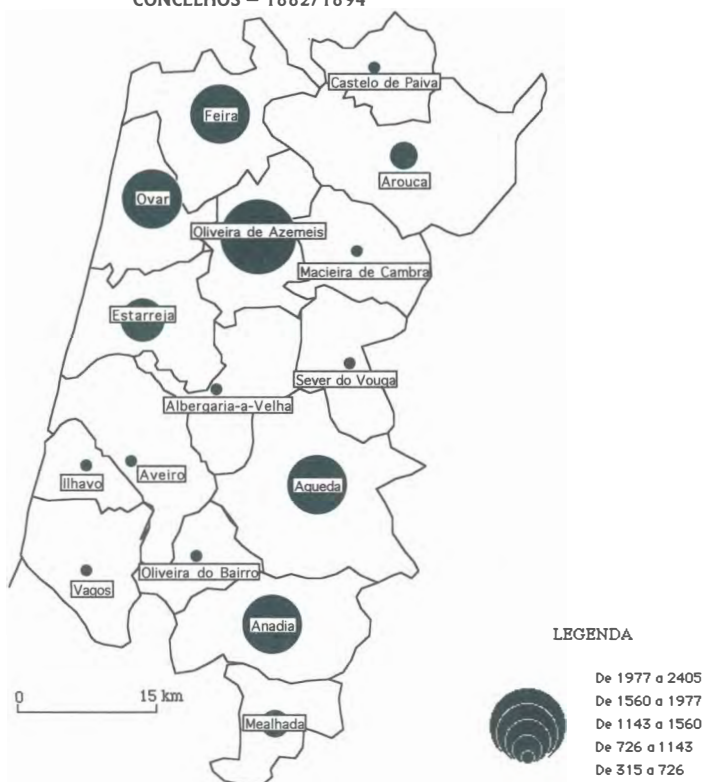 CONCELHOS – 1882/1894
Castelo de Paiva
Feira
Arouca
Ovar
Oliveira de Azemeis
Macieira de Cambra
Estarreja
Sever do Vouga
Albergaria-a-Velha
Ilhavo
Aveiro
Agueda
Oliveira do Bairro
Vagos
Anadia
LEGENDA
De 1977 a 2405
0 15 km
De 1560 a 1977
Mealhada
De 1143 a 1560
De 726 a 1143
De 315 a 726